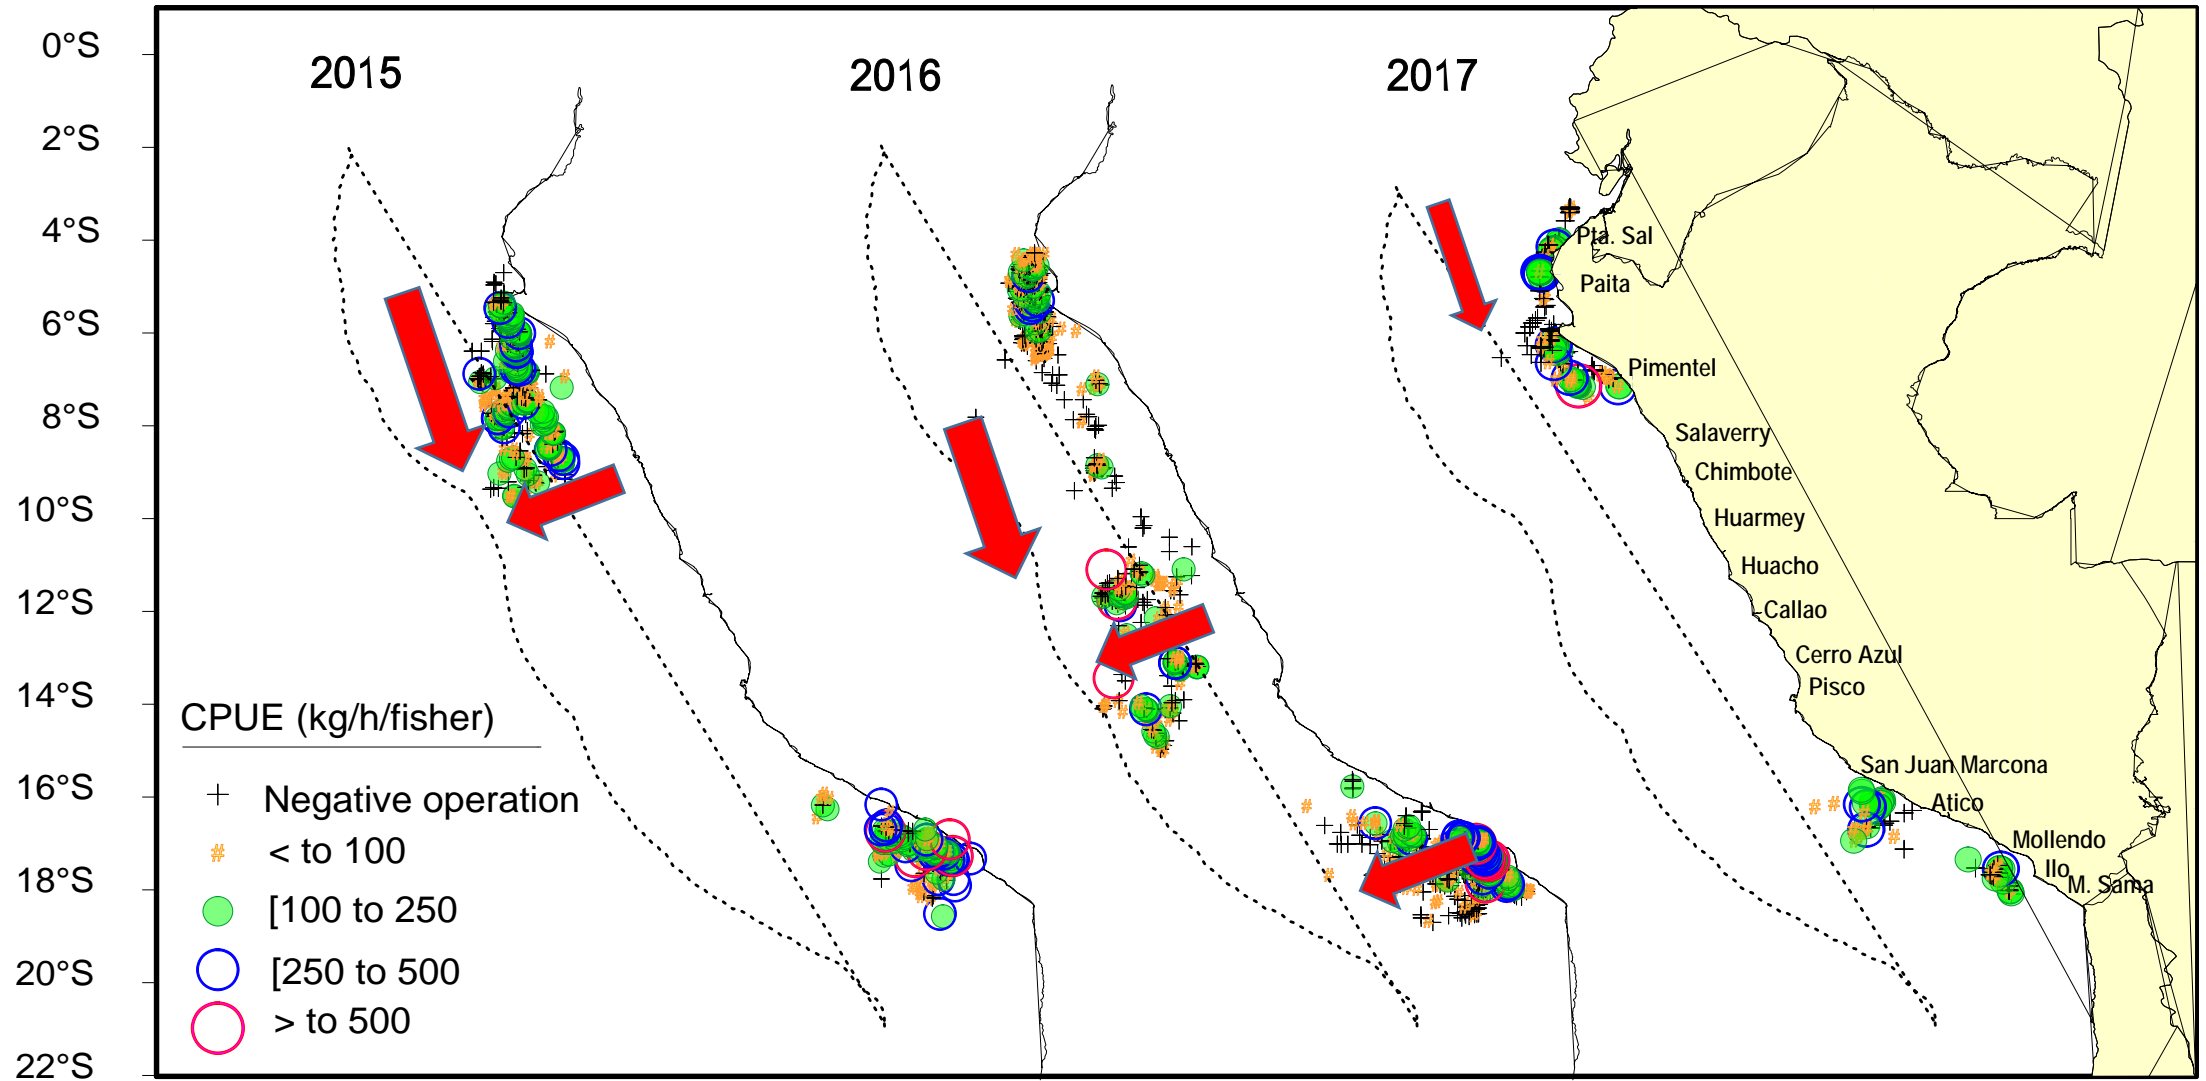 0°S
2°S
4°S
6°S
8°S
10°S
12°S
14°S
16°S
18°S
20°S
22°S
2015
2016
2017
Pta. Sal
Paita
Pimentel
Salaverry
Chimbote
Huarmey
Huacho
Callao
Cerro Azul
Pisco
San Juan Marcona
Atico
Mollendo
Ilo
M. Sama
CPUE (kg/h/fisher)
+ Negative operation
# < to 100
[100 to 250
[250 to 500
> to 500